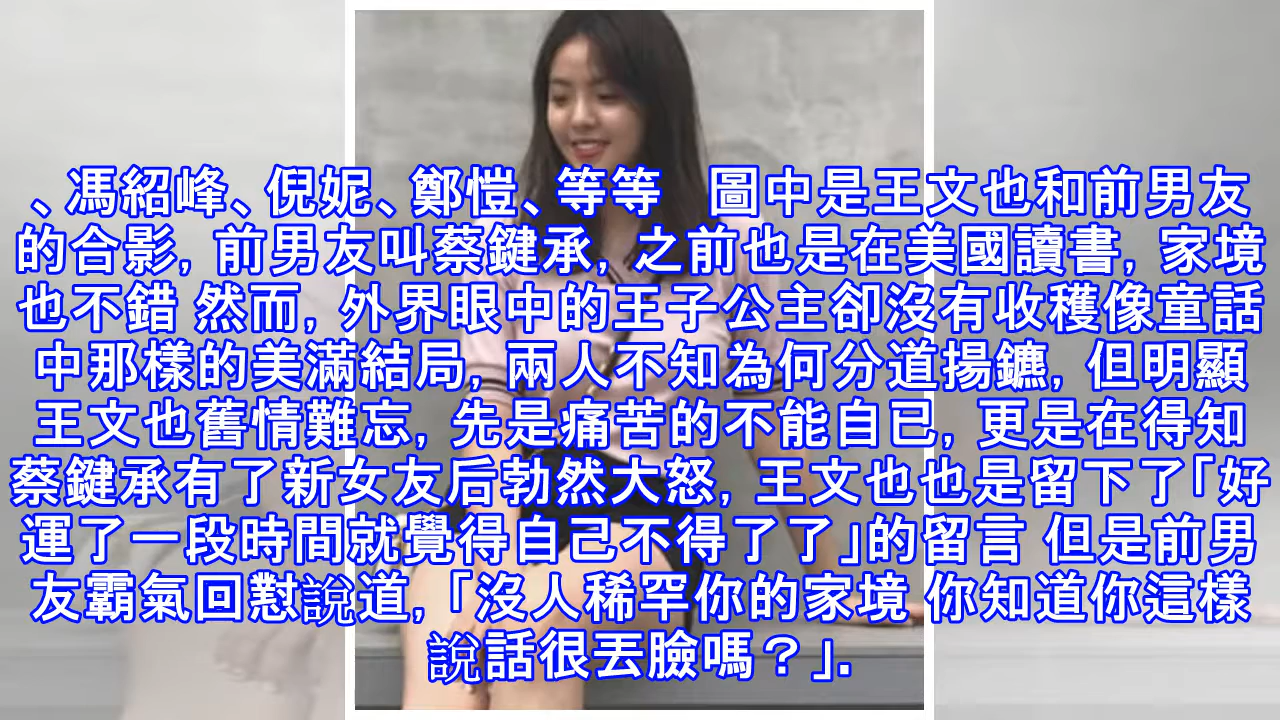 、馮紹峰、倪妮、鄭愷、等等　圖中是王文也和前男友
的合影, 前男友叫蔡鍵承, 之前也是在美國讀書, 家境
也不錯 然而, 外界眼中的王子公主卻沒有收穫像童話
中那樣的美滿結局, 兩人不知為何分道揚鑣, 但明顯
王文也舊情難忘, 先是痛苦的不能自已, 更是在得知
蔡鍵承有了新女友后勃然大怒, 王文也也是留下了「好
運了一段時間就覺得自己不得了了」的留言 但是前男
友霸氣回懟說道, 「沒人稀罕你的家境 你知道你這樣
說話很丟臉嗎？」.